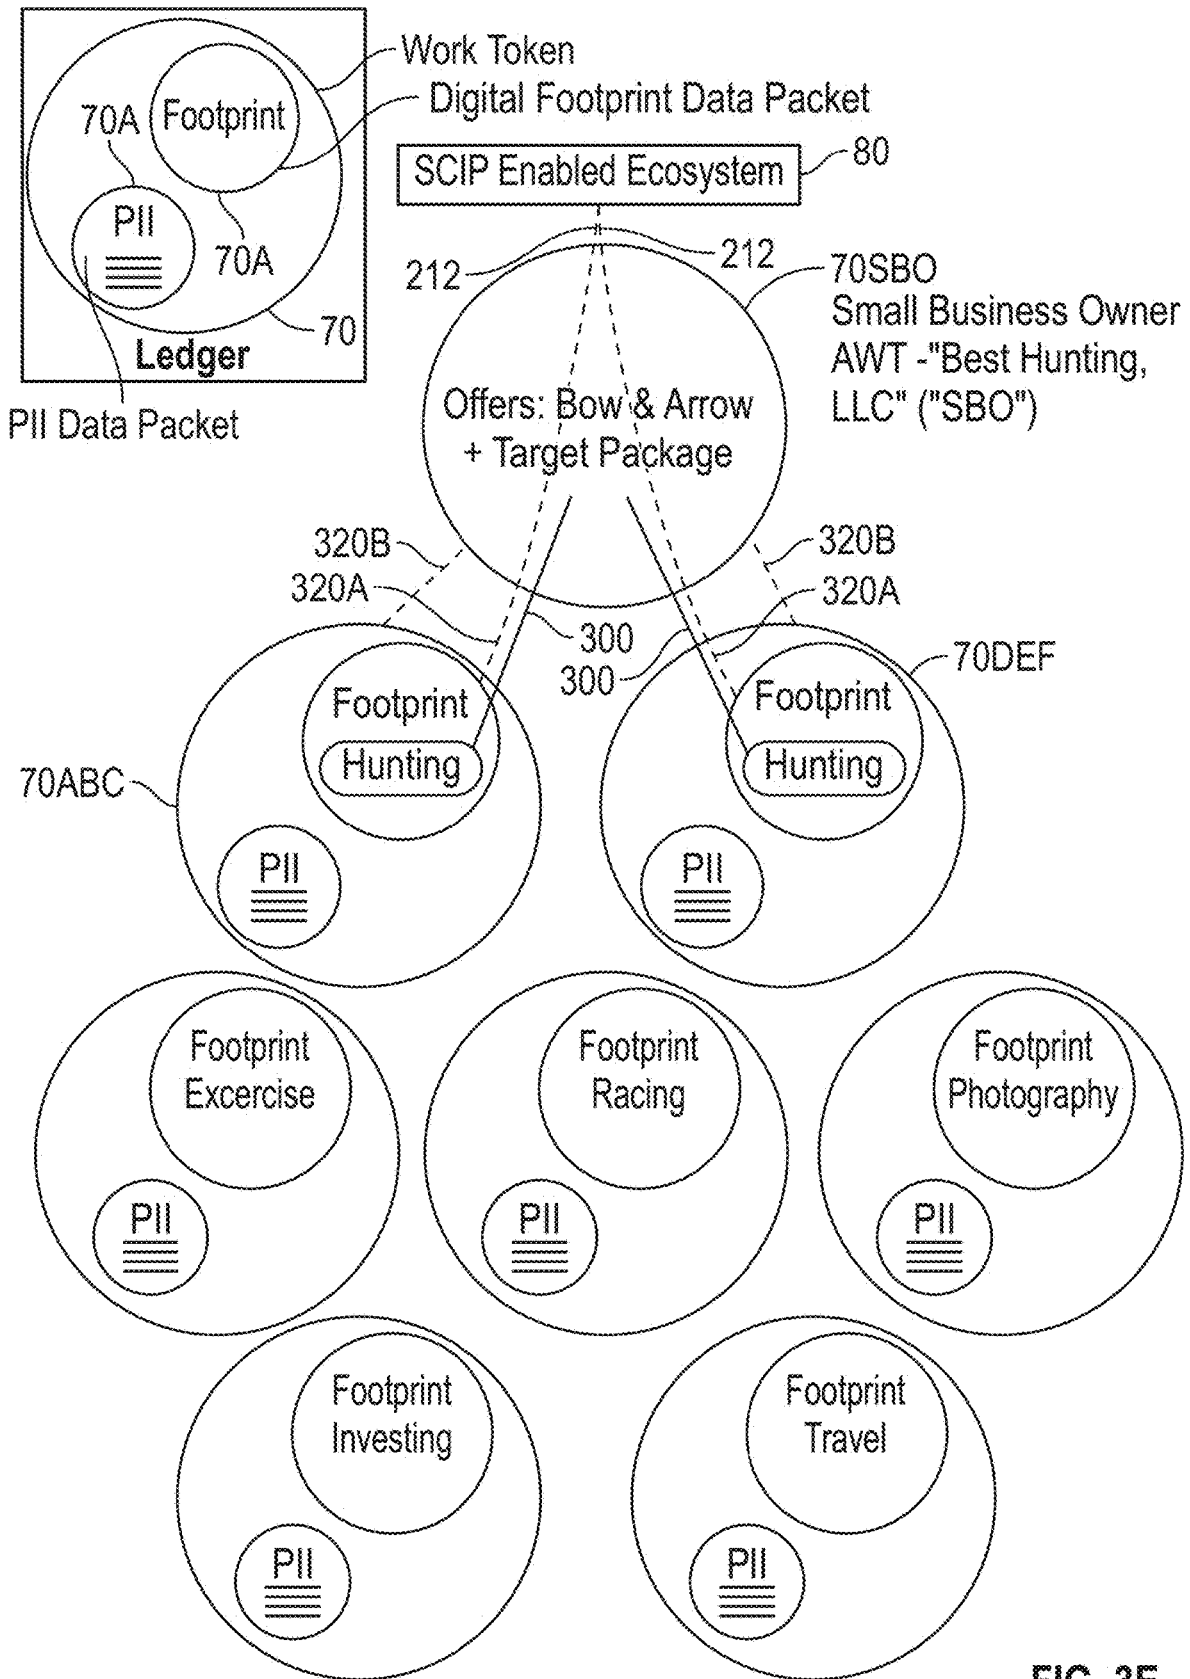 Work Token
Digital Footprint Data Packet
70A
Footprint
PII
70A
70
Ledger
PII Data Packet
SCIP Enabled Ecosystem
80
212
212
70SBO
Small Business Owner
AWT -"Best Hunting,
LLC" ("SBO")
Offers: Bow & Arrow
+ Target Package
320B
320A
300
300
320B
320A
70DEF
70ABC
Footprint
Hunting
PII
Footprint
Hunting
PII
Footprint
Excercise
PII
Footprint
Racing
PII
Footprint
Photography
PII
Footprint
Investing
PII
Footprint
Travel
PII